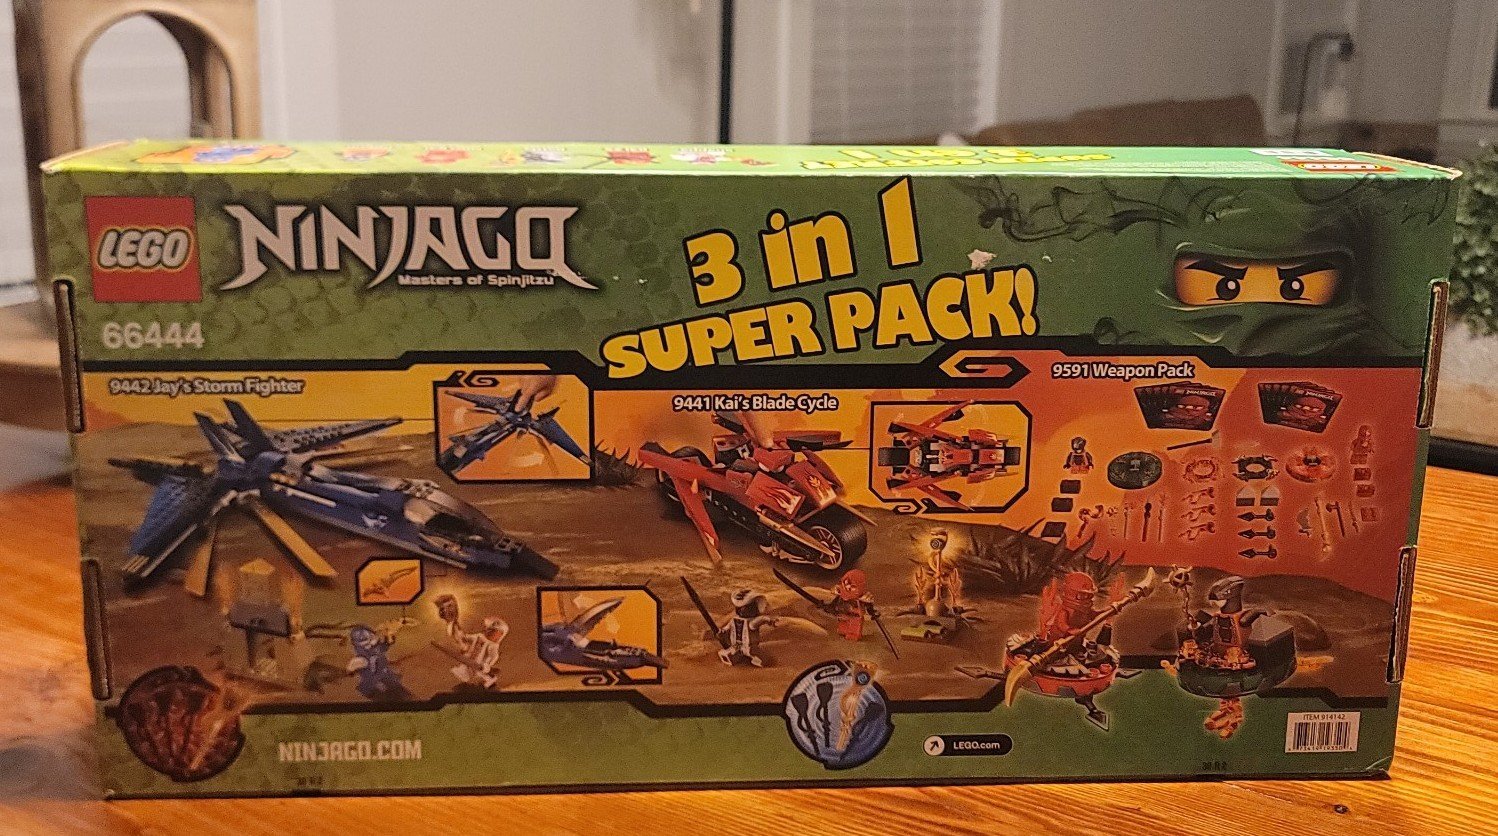 LEGO
NINJAGO
Masters of Spinjitzu
3 in 1
SUPER PACK!
66444
9442 Jay's Storm Fighter
9441 Kai's Blade Cycle
9591 Weapon Pack
NINJAGO.COM
LEGO.com
ITEM 914142